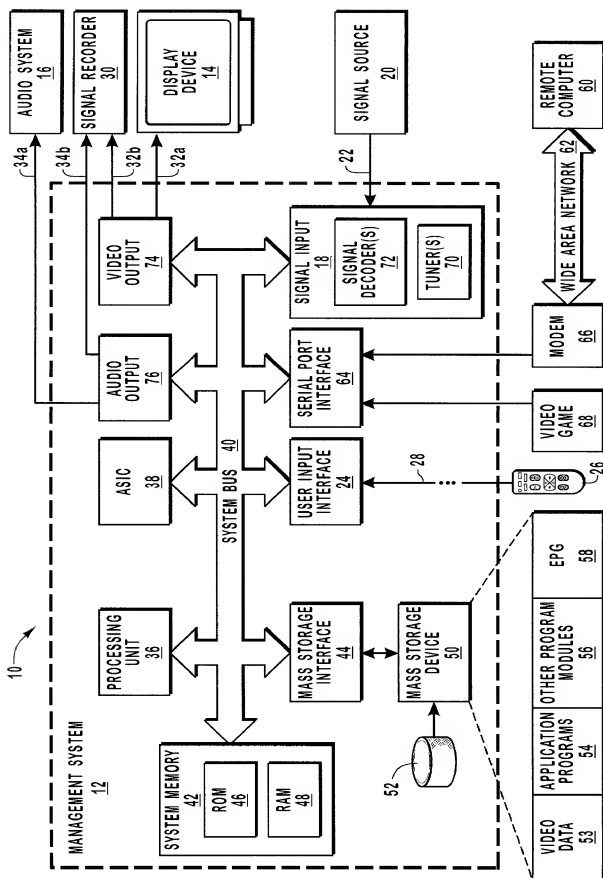 10
MANAGEMENT SYSTEM
12
PROCESSING
UNIT
36
ASIC
38
AUDIO
OUTPUT
76
VIDEO
OUTPUT
74
34a
34b
32b
32a
AUDIO SYSTEM
16
SIGNAL RECORDER
30
DISPLAY
DEVICE
14
SYSTEM MEMORY
42
ROM
46
RAM
48
SYSTEM BUS
40
MASS STORAGE
INTERFACE
44
USER INPUT
INTERFACE
24
SERIAL PORT
INTERFACE
64
SIGNAL INPUT
18
SIGNAL
DECODER(S)
72
TUNER(S)
70
22
SIGNAL SOURCE
20
52
MASS STORAGE
DEVICE
50
28
26
VIDEO
GAME
68
MODEM
66
WIDE AREA NETWORK
62
REMOTE
COMPUTER
60
VIDEO
DATA
53
APPLICATION
PROGRAMS
54
OTHER PROGRAM
MODULES
56
EPG
58